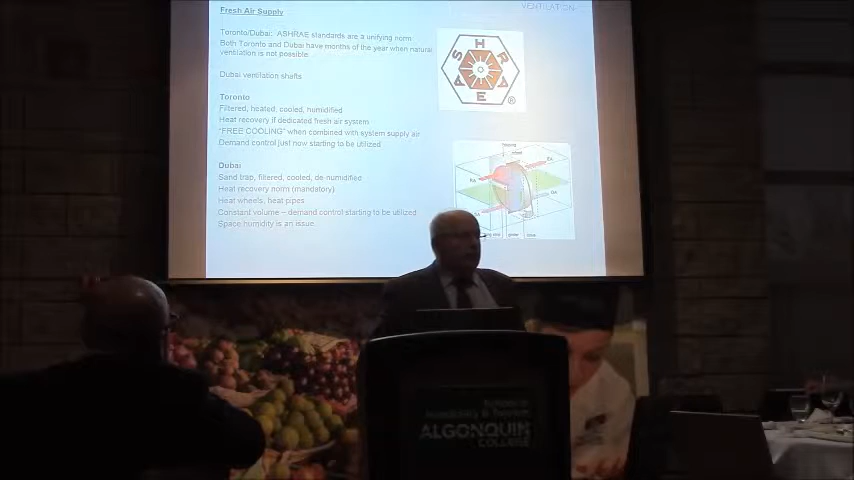 VENTILATION
Fresh Air Supply
Toronto/Dubai: ASHRAE standards are a unifying norm
Both Toronto and Dubai have months of the year when natural
ventilation is not possible
Dubai ventilation shafts
Toronto
Filtered, heated, cooled, humidified
Heat recovery if dedicated fresh air system
"FREE COOLING" when combined with system supply air
Demand control just now starting to be utilized
Dubai
Sand trap, filtered, cooled, de-humidified
Heat recovery norm (mandatory)
Heat wheels, heat pipes
Constant volume – demand control starting to be utilized
Space humidity is an issue
ASHRAE
®
ALGONQUIN
COLLEGE